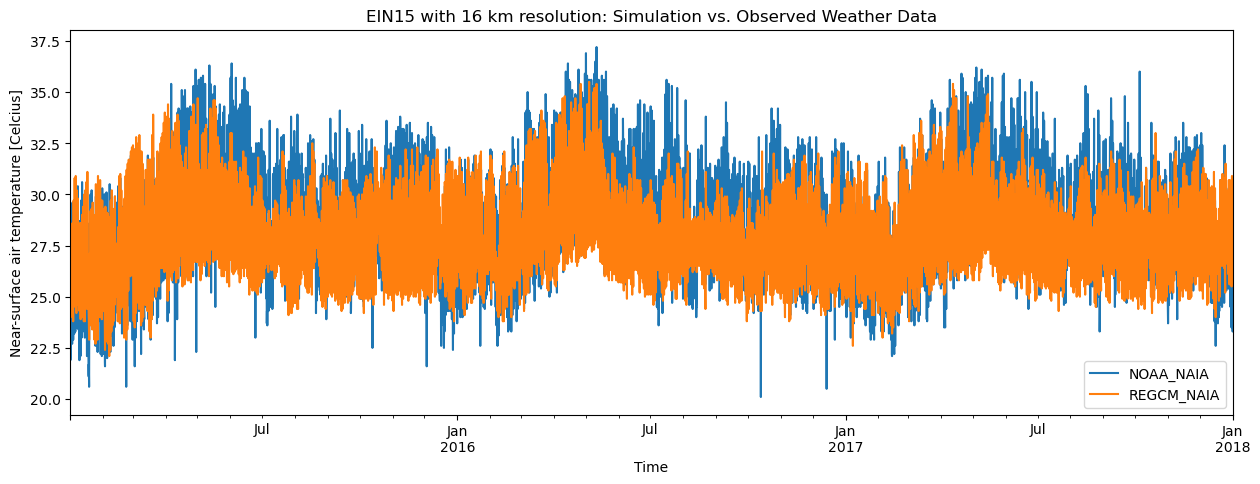 EIN15 with 16 km resolution: Simulation vs. Observed Weather Data
Near-surface air temperature [Celcius]
37.5
35.0
32.5
30.0
27.5
25.0
22.5
20.0
NOAA_NAIA
REGCM_NAIA
Jul
Jan
2016
Jul
Jan
2017
Jul
Jan
2018
Time